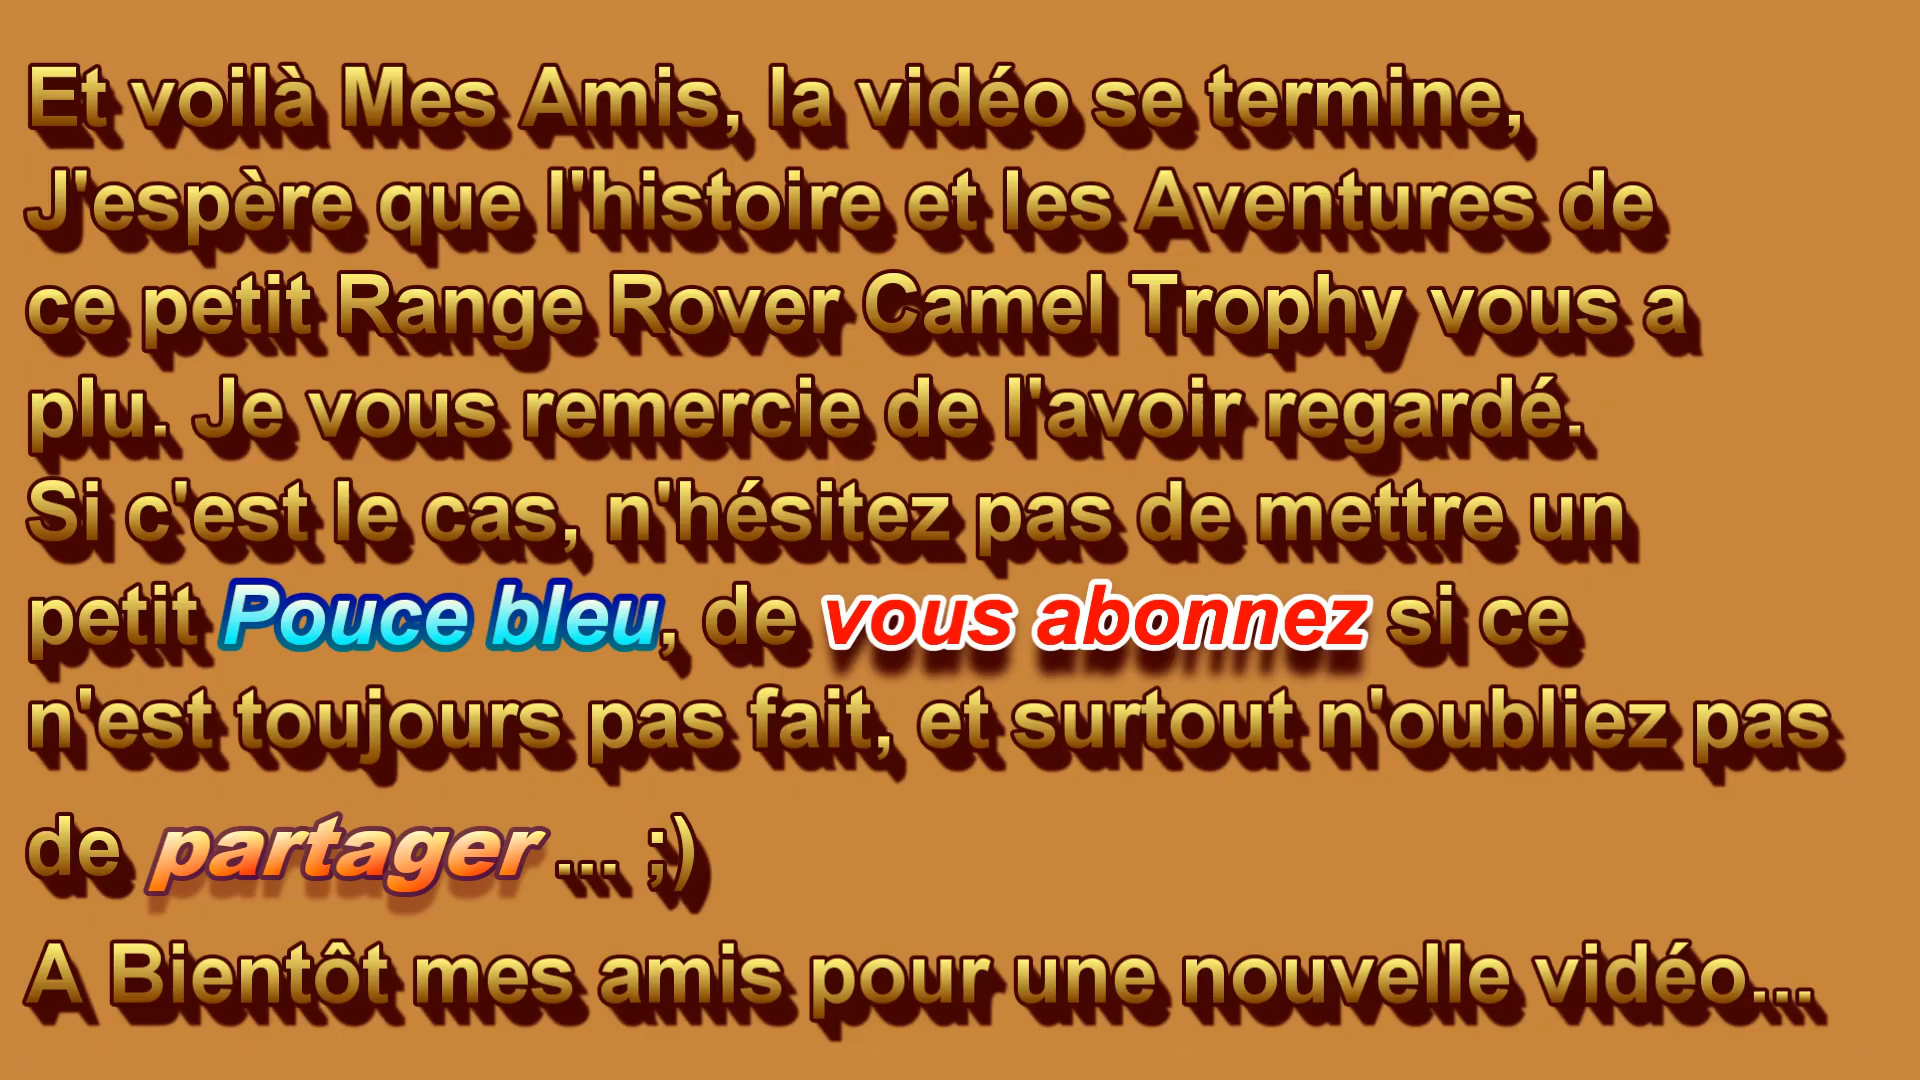 Et voilà Mes Amis, la vidéo se termine,
J'espère que l'histoire et les Aventures de
ce petit Range Rover Camel Trophy vous a
plu. Je vous remercie de l'avoir regardé.
Si c'est le cas, n'hésitez pas de mettre un
petit Pouce bleu, de vous abonnez si ce
n'est toujours pas fait, et surtout n'oubliez pas
de partager ... ;)
A Bientôt mes amis pour une nouvelle vidéo...